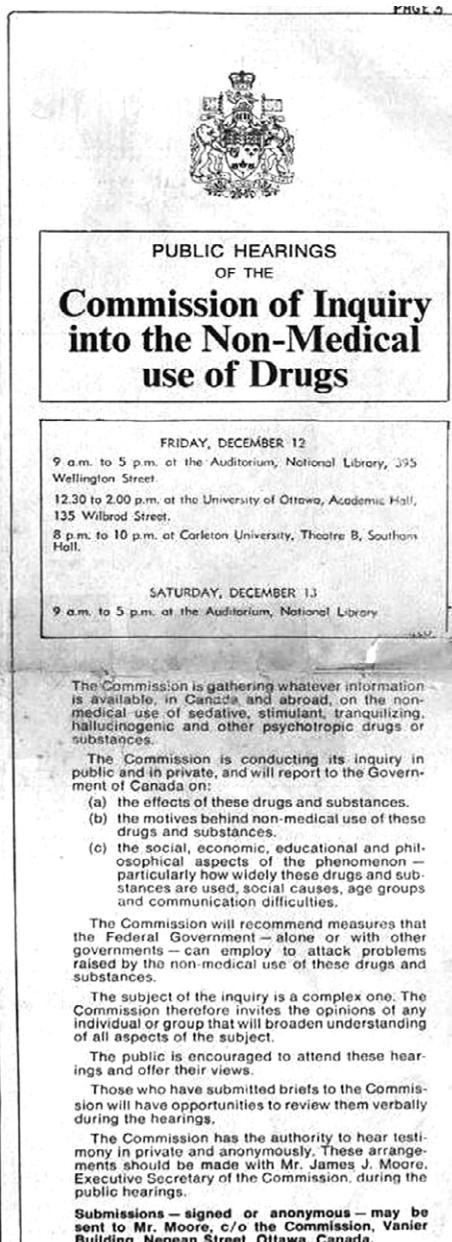 PAGE 5
PUBLIC HEARINGS
OF THE
Commission of Inquiry
into the Non-Medical
use of Drugs
FRIDAY, DECEMBER 12
9 a.m. to 5 p.m. at the Auditorium, National Library, 395
Wellington Street.
12.30 to 2.00 p.m. at the University of Ottawa, Academic Hall,
135 Wilbrod Street.
8 p.m. to 10 p.m. at Carleton University, Theatre B, Southam
Hall.
SATURDAY, DECEMBER 13
9 a.m. to 5 p.m. at the Auditorium, National Library
The Commission is gathering whatever information
is available, in Canada and abroad, on the non-
medical use of sedative, stimulant, tranquilizing,
hallucinogenic and other psychotropic drugs or
substances.
The Commission is conducting its inquiry in
public and in private, and will report to the Govern-
ment of Canada on:
(a) the effects of these drugs and substances.
(b) the motives behind non-medical use of these
drugs and substances.
(c) the social, economic, educational and phil-
osophical aspects of the phenomenon —
particularly how widely these drugs and sub-
stances are used, social causes, age groups
and communication difficulties.
The Commission will recommend measures that
the Federal Government — alone or with other
governments — can employ to attack problems
raised by the non-medical use of these drugs and
substances.
The subject of the inquiry is a complex one. The
Commission therefore invites the opinions of any
individual or group that will broaden understanding
of all aspects of the subject.
The public is encouraged to attend these hear-
ings and offer their views.
Those who have submitted briefs to the Commis-
sion will have opportunities to review them verbally
during the hearings.
The Commission has the authority to hear testi-
mony in private and anonymously. These arrange-
ments should be made with Mr. James J. Moore,
Executive Secretary of the Commission, during the
public hearings.
Submissions — signed or anonymous — may be
sent to Mr. Moore, c/o the Commission, Vanier
Building, Nepean Street, Ottawa, Canada.